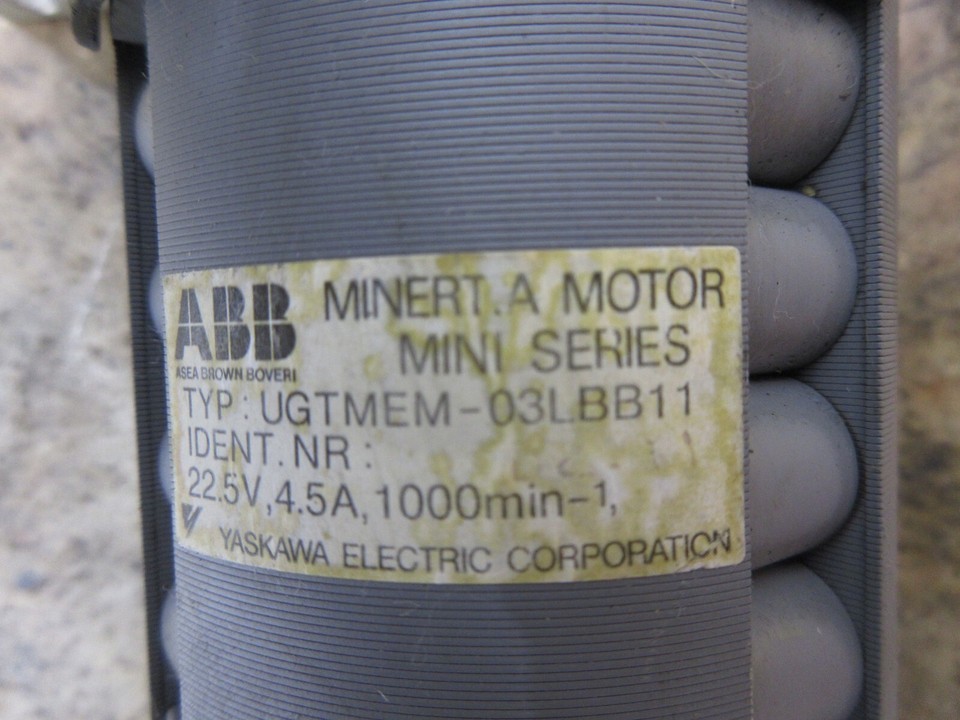 ABB
ASEA BROWN BOVERI
MINERT.A MOTOR
MINI SERIES
TYP: UGTMEM-03LBB11
IDENT.NR:
22.5V,4.5A,1000min-1,
YASKAWA ELECTRIC CORPORATION